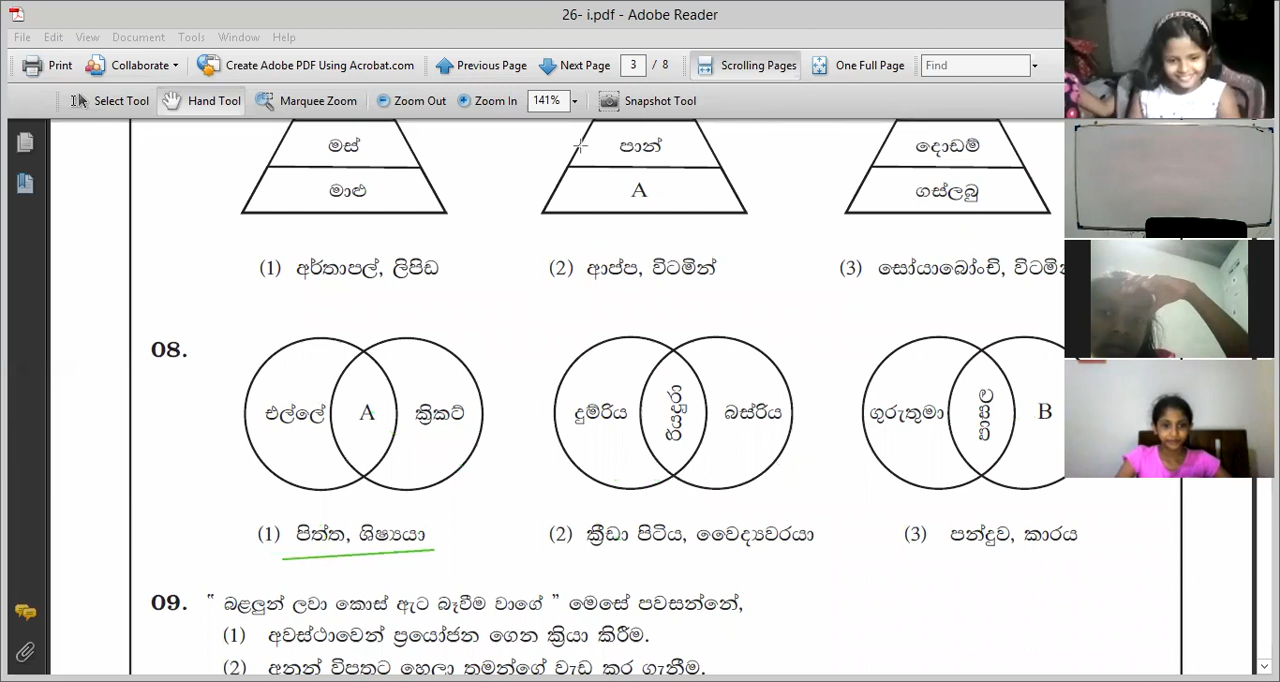 26- i.pdf - Adobe Reader
File Edit View Document Tools Window Help
Print Collaborate Create Adobe PDF Using Acrobat.com Previous Page Next Page 3 / 8 Scrolling Pages One Full Page Find
Select Tool Hand Tool Marquee Zoom Zoom Out Zoom In 141% Snapshot Tool
මස් පාන් දොඩම්
මාළු A ගස්ලබු
(1) අර්තාපල්, ලිපිඩ (2) ආප්ප, විටමින් (3) සෝයාබෝංචි, විටමින්
08.
එල්ලේ A ක්‍රිකට් දුම්රිය රියදුරා බස්රිය ගුරුතුමා පාසල B
(1) පිත්ත, ශිෂ්‍යයා (2) ක්‍රීඩා පිටිය, වෛද්‍යවරයා (3) පන්දුව, කාරය
09. “ බළලුන් ලවා කොස් ඇට බෑවීම වාගේ ” මෙසේ පවසන්නේ,
(1) අවස්ථාවෙන් ප්‍රයෝජන ගෙන ක්‍රියා කිරීම.
(2) අනුන් විපතට හෙලා තමන්ගේ වැඩ කර ගැනීම.